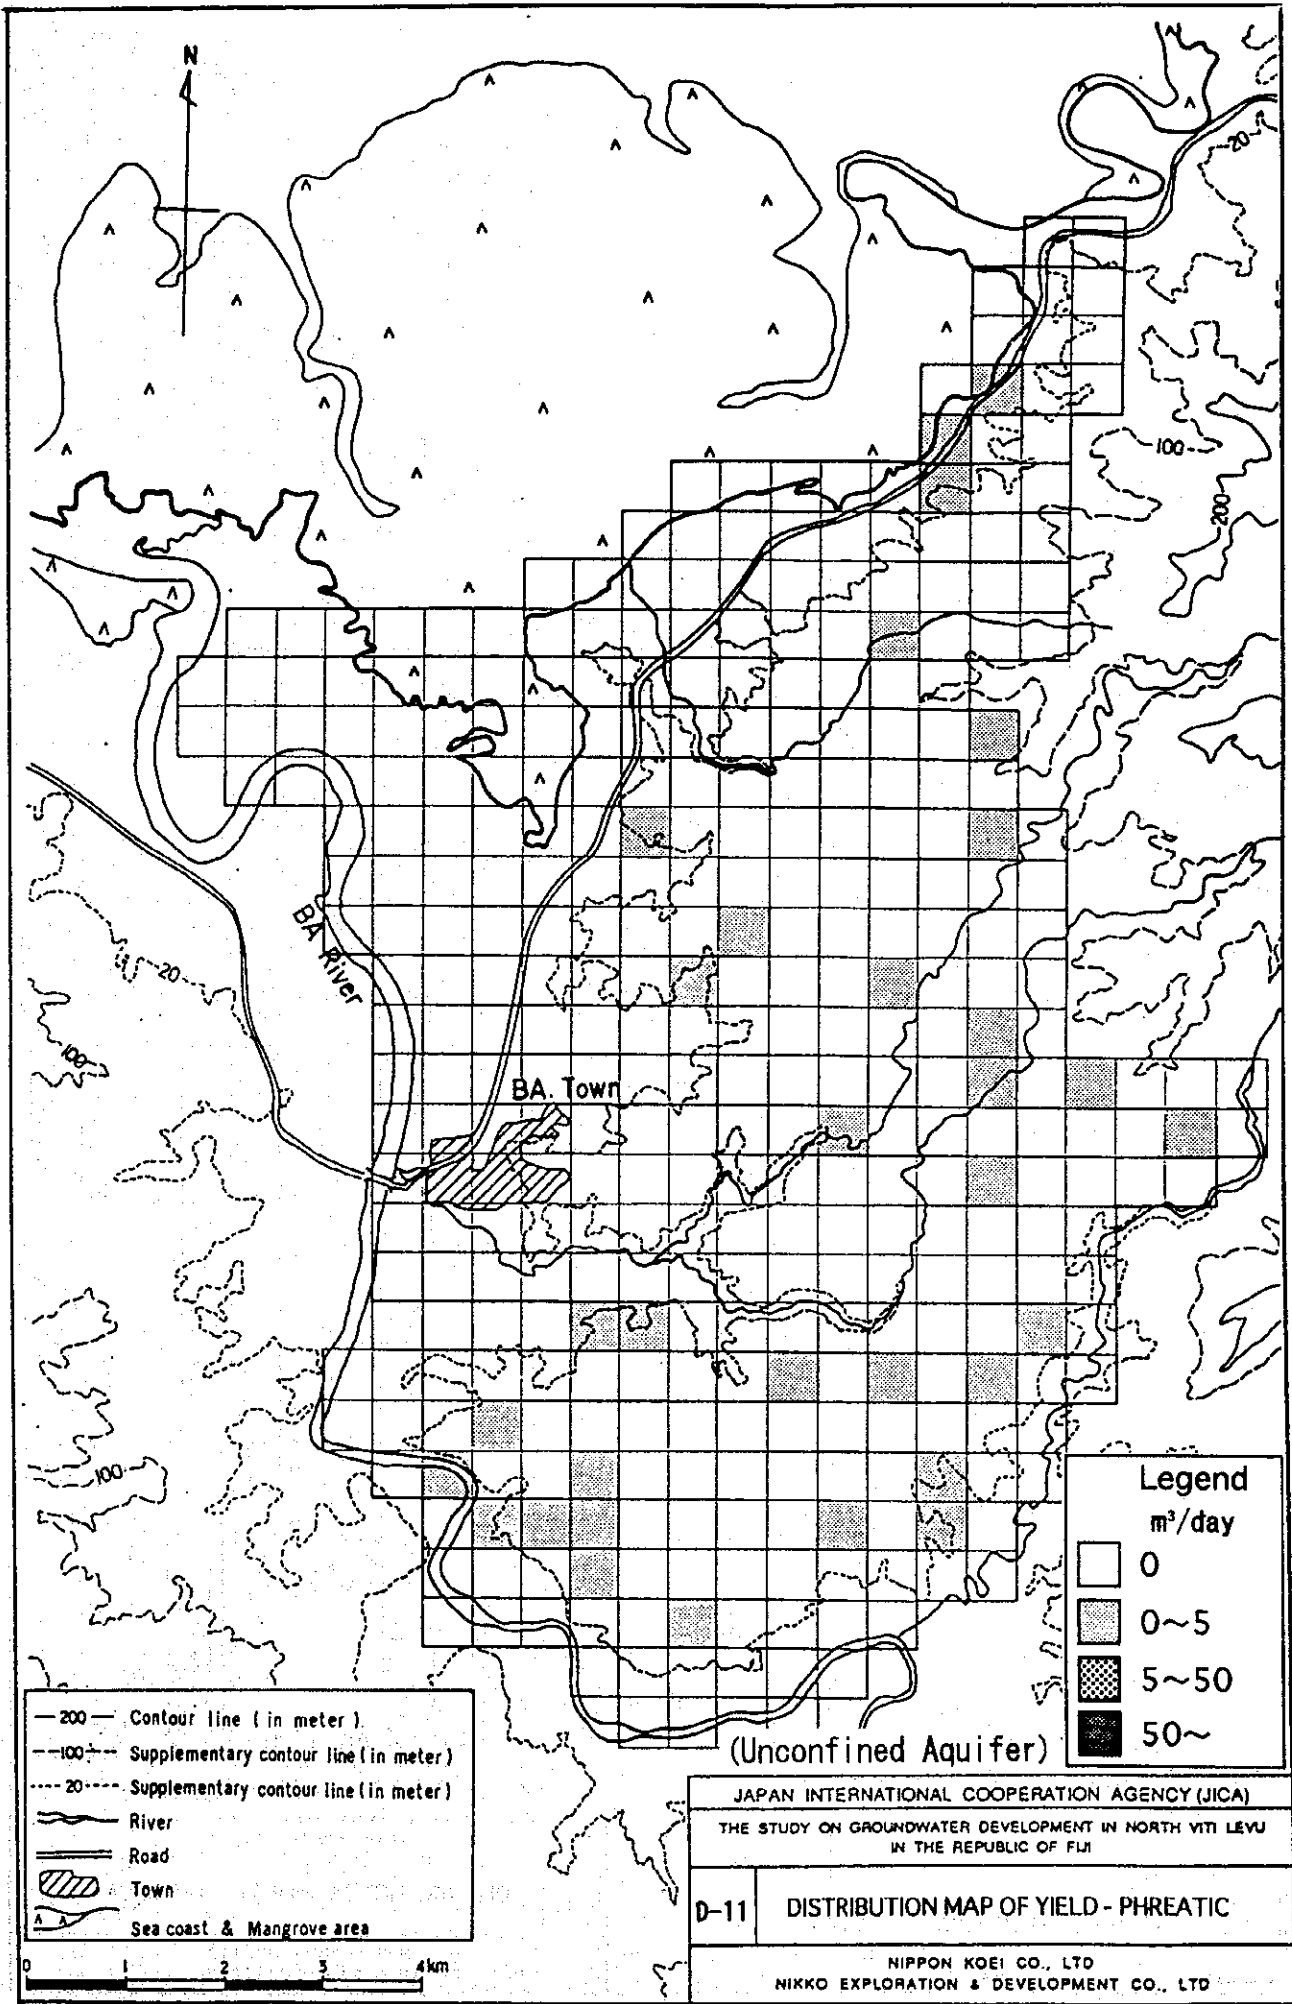 N
20
100
200
BA River
20
100
BA. Town
100
Legend
m³/day
0
0~5
5~50
50~
(Unconfined Aquifer)
200 Contour line (in meter)
100 Supplementary contour line (in meter)
20 Supplementary contour line (in meter)
River
Road
Town
Sea coast & Mangrove area
0 1 2 3 4km
JAPAN INTERNATIONAL COOPERATION AGENCY (JICA)
THE STUDY ON GROUNDWATER DEVELOPMENT IN NORTH VITI LEVU
IN THE REPUBLIC OF FIJI
D-11 DISTRIBUTION MAP OF YIELD - PHREATIC
NIPPON KOEI CO., LTD
NIKKO EXPLORATION & DEVELOPMENT CO., LTD